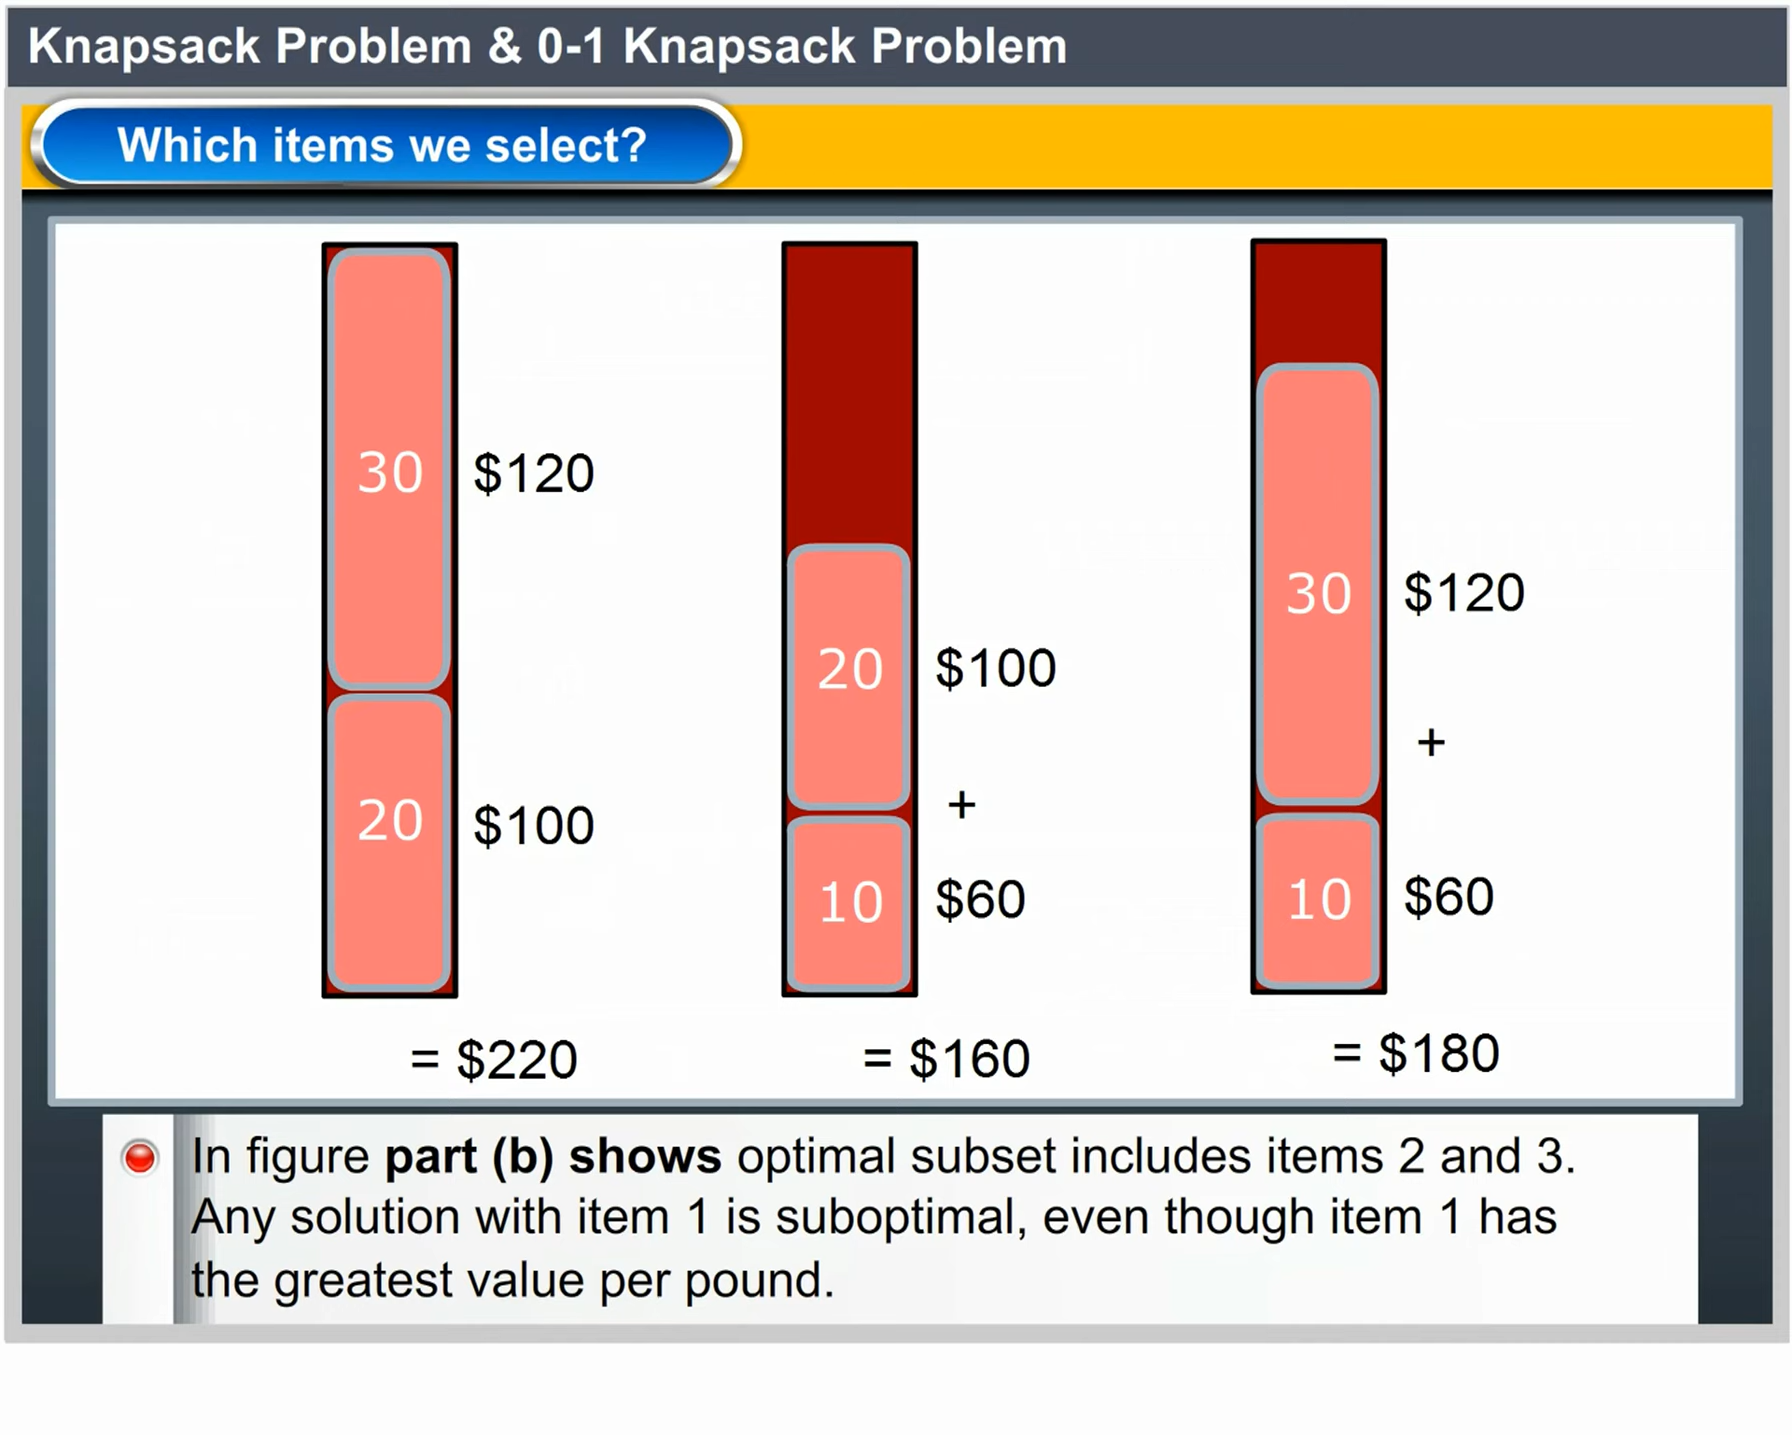 Knapsack Problem & 0-1 Knapsack Problem
Which items we select?
30 $120
20 $100
= $220
20 $100
+
10 $60
= $160
30 $120
+
10 $60
= $180
In figure part (b) shows optimal subset includes items 2 and 3.
Any solution with item 1 is suboptimal, even though item 1 has
the greatest value per pound.